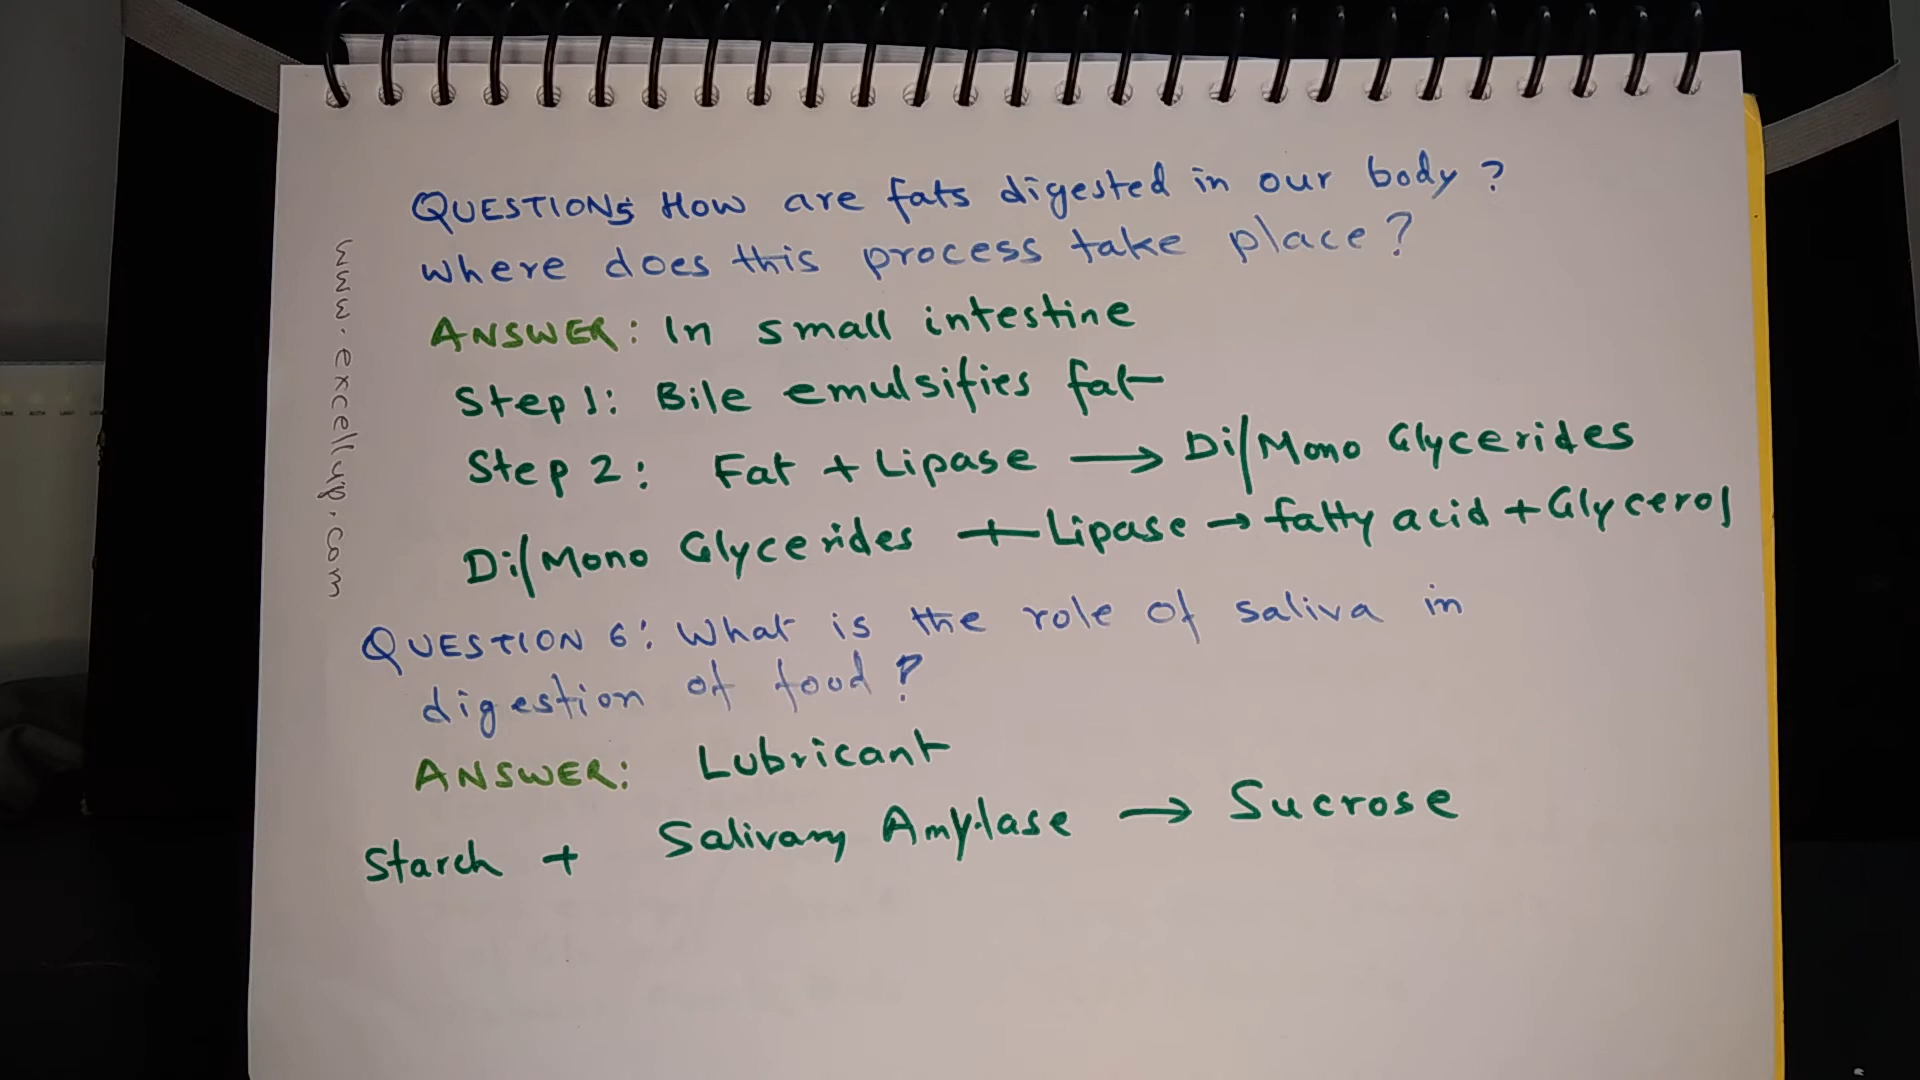 QUESTION5 How are fats digested in our body?
where does this process take place?
ANSWER: In small intestine
Step 1: Bile emulsifies fat
Step 2: Fat + Lipase → Di/Mono Glycerides
Di/Mono Glycerides + Lipase → fatty acid + Glycerol
QUESTION 6: What is the role of saliva in
digestion of food?
ANSWER: Lubricant
Starch + Salivary Amylase → Sucrose
www.excellup.com